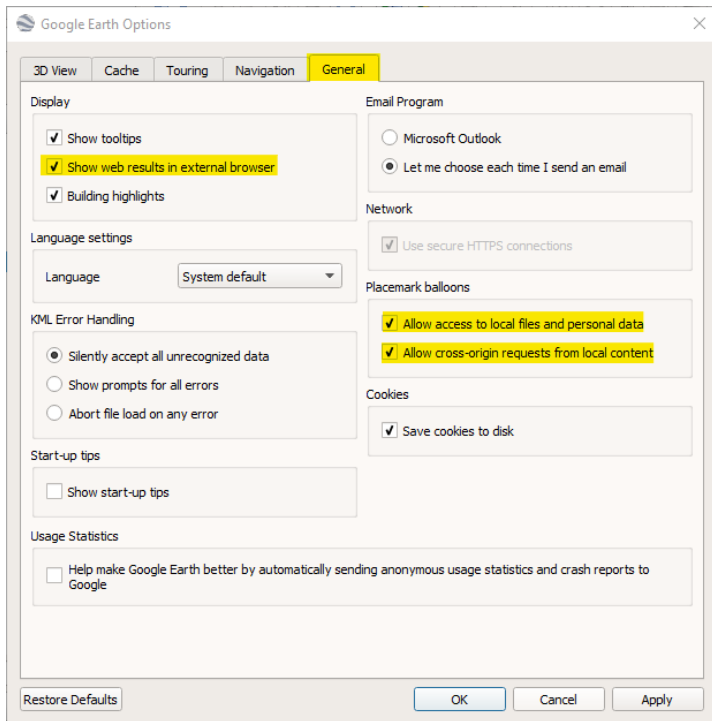 Google Earth Options
3D View
Cache
Touring
Navigation
General
Display
Show tooltips
Show web results in external browser
Building highlights
Language settings
Language
System default
KML Error Handling
Silently accept all unrecognized data
Show prompts for all errors
Abort file load on any error
Start-up tips
Show start-up tips
Email Program
Microsoft Outlook
Let me choose each time I send an email
Network
Use secure HTTPS connections
Placemark balloons
Allow access to local files and personal data
Allow cross-origin requests from local content
Cookies
Save cookies to disk
Usage Statistics
Help make Google Earth better by automatically sending anonymous usage statistics and crash reports to
Google
Restore Defaults
OK
Cancel
Apply